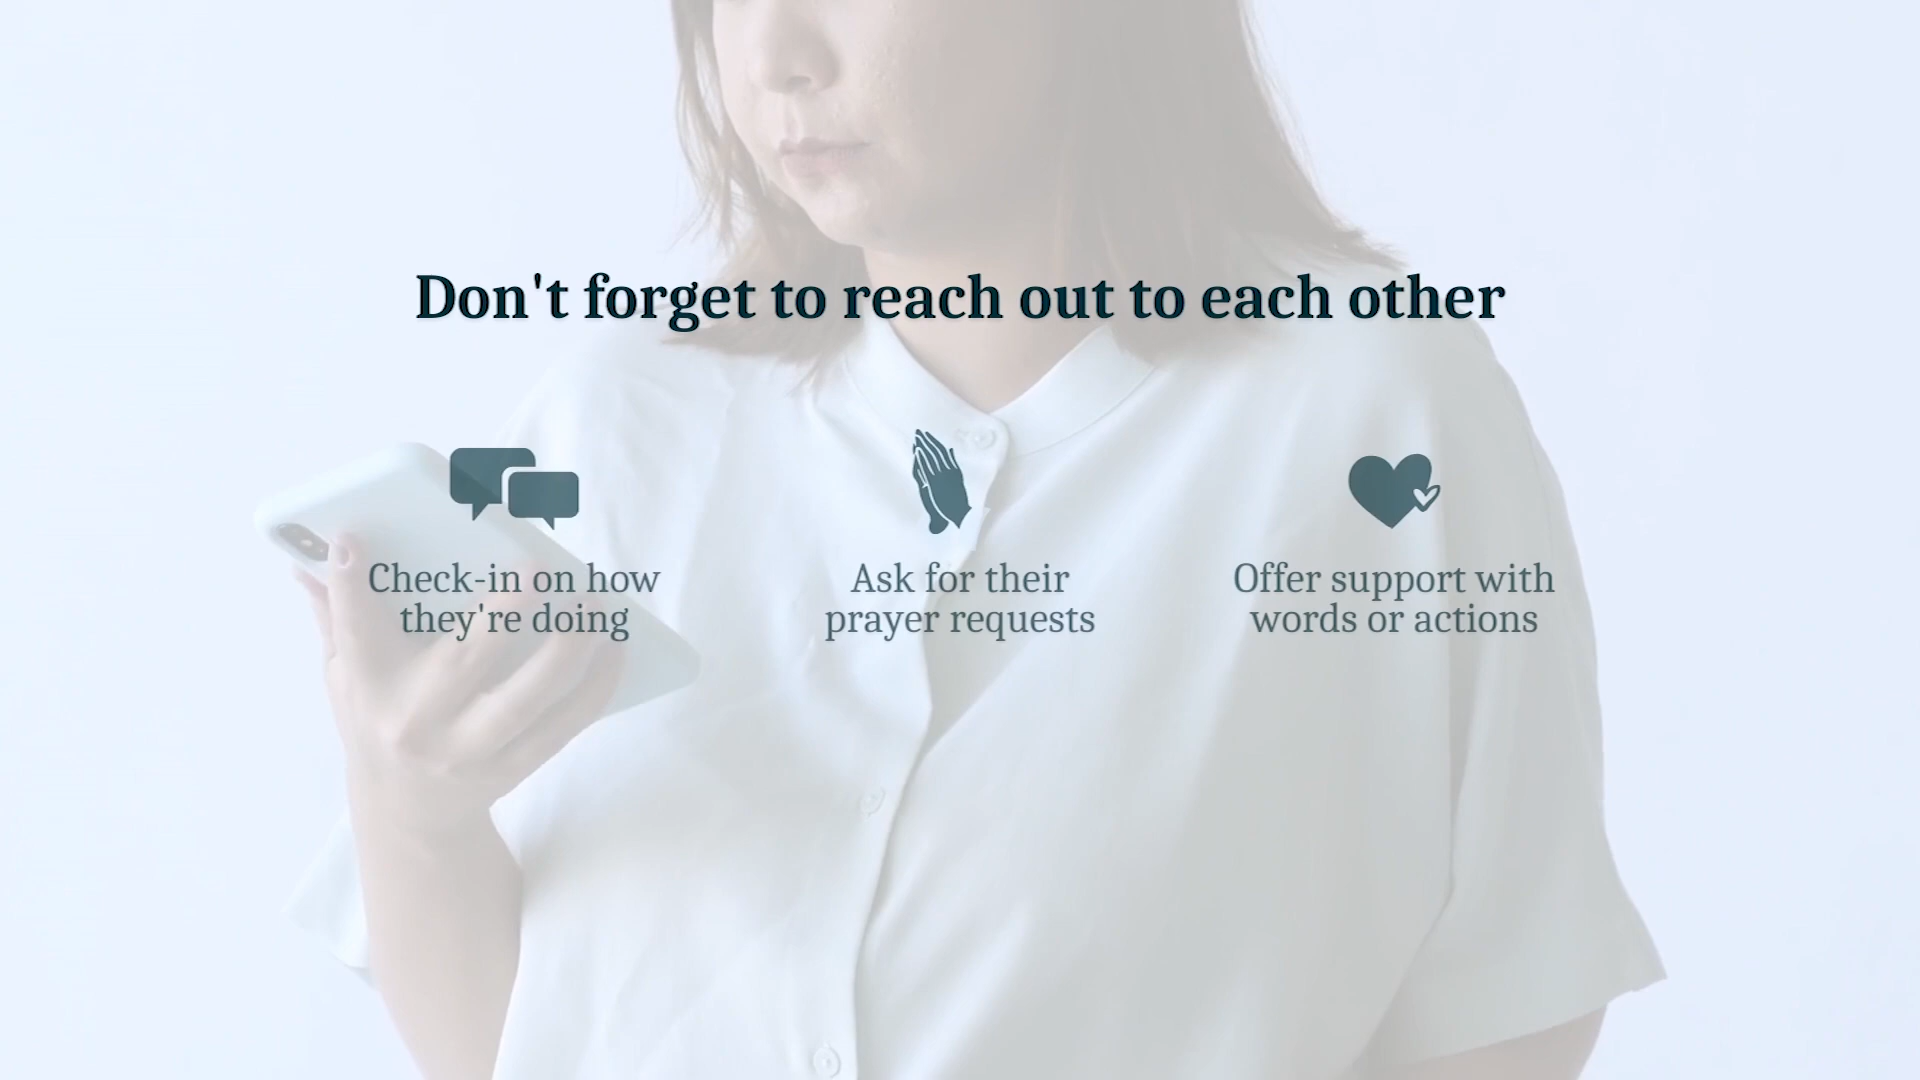 Don't forget to reach out to each other
Check-in on how
they're doing
Ask for their
prayer requests
Offer support with
words or actions